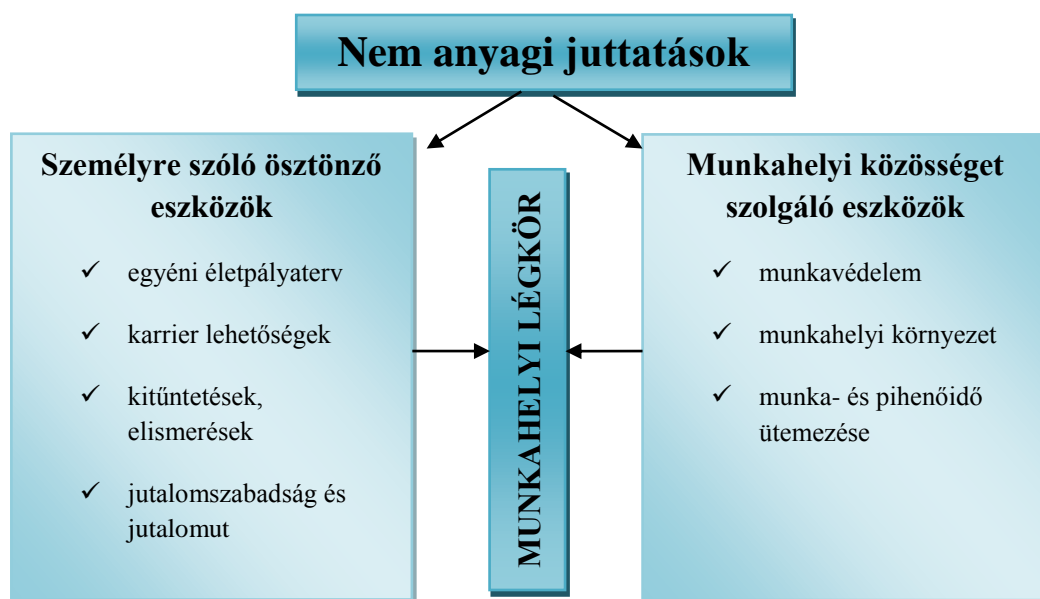 Nem anyagi juttatások
Személyre szóló ösztönző
eszközök
✓ egyéni életpályaterv
✓ karrier lehetőségek
✓ kitűntetések,
elismerések
✓ jutalomszabadság és
jutalomut
MUNKAHELYI LÉGKÖR
Munkahelyi közösséget
szolgáló eszközök
✓ munkavédelem
✓ munkahelyi környezet
✓ munka- és pihenőidő
ütemezése